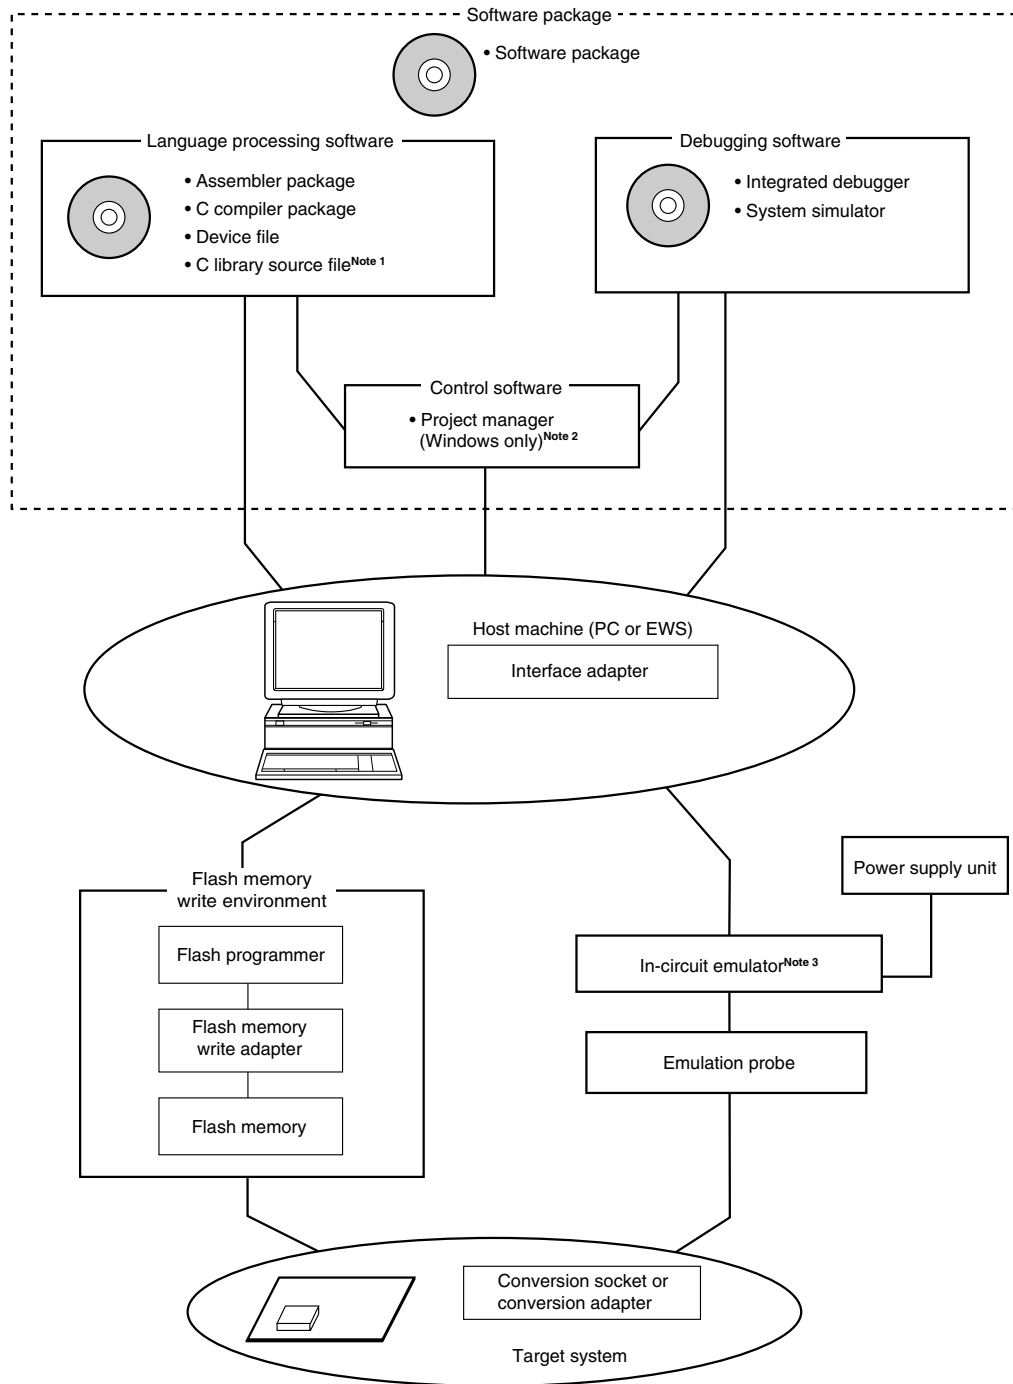 Software package
• Software package
Language processing software
• Assembler package
• C compiler package
• Device file
• C library source fileNote 1
Debugging software
• Integrated debugger
• System simulator
Control software
• Project manager
(Windows only)Note 2
Host machine (PC or EWS)
Interface adapter
Flash memory
write environment
Flash programmer
Flash memory
write adapter
Flash memory
Power supply unit
In-circuit emulatorNote 3
Emulation probe
Conversion socket or
conversion adapter
Target system